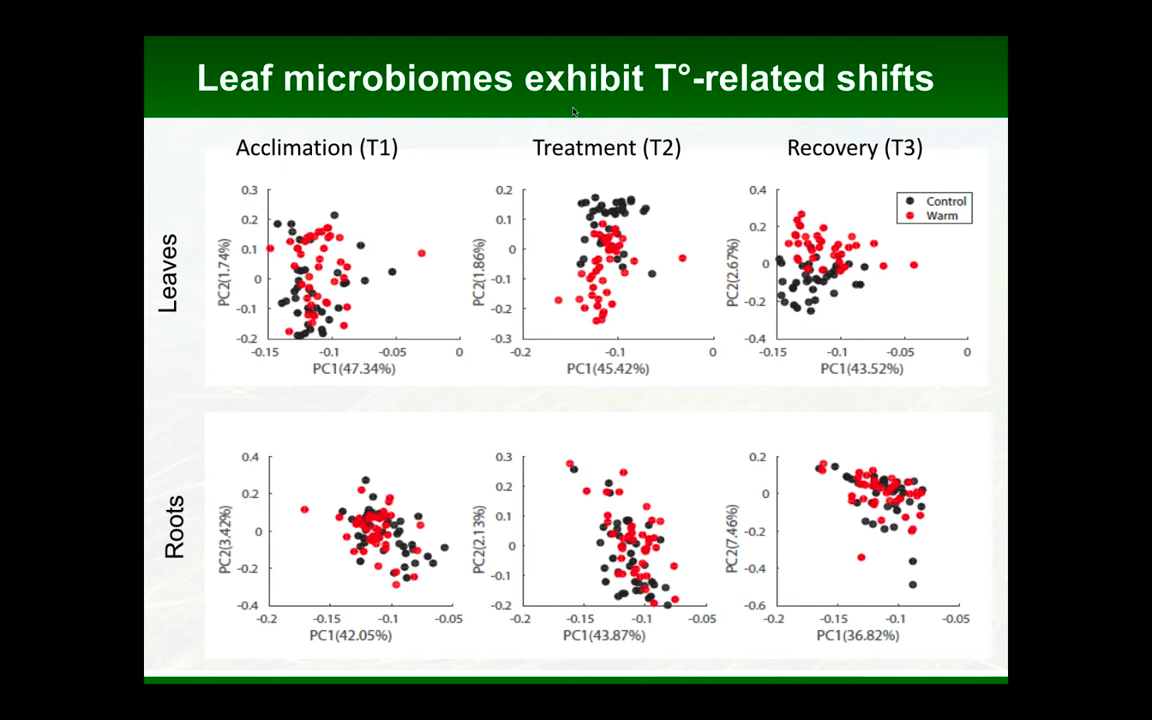 Leaf microbiomes exhibit T°-related shifts
Acclimation (T1)
Treatment (T2)
Recovery (T3)
Leaves
PC2(1.74%)
0.3
0.2
0.1
0
-0.1
-0.2
-0.15
-0.1
-0.05
0
PC1(47.34%)
PC2(1.86%)
0.2
0.1
0
-0.1
-0.2
-0.3
-0.2
-0.1
0
PC1(45.42%)
PC2(2.67%)
0.4
0.2
0
-0.2
-0.4
-0.15
-0.1
-0.05
0
PC1(43.52%)
Control
Warm
Roots
PC2(3.42%)
0.4
0.2
0
-0.2
-0.4
-0.2
-0.15
-0.1
-0.05
PC1(42.05%)
PC2(2.13%)
0.3
0.2
0.1
0
-0.1
-0.2
-0.2
-0.15
-0.1
-0.05
PC1(43.87%)
PC2(7.46%)
0.2
0
-0.2
-0.4
-0.6
-0.2
-0.15
-0.1
-0.05
PC1(36.82%)